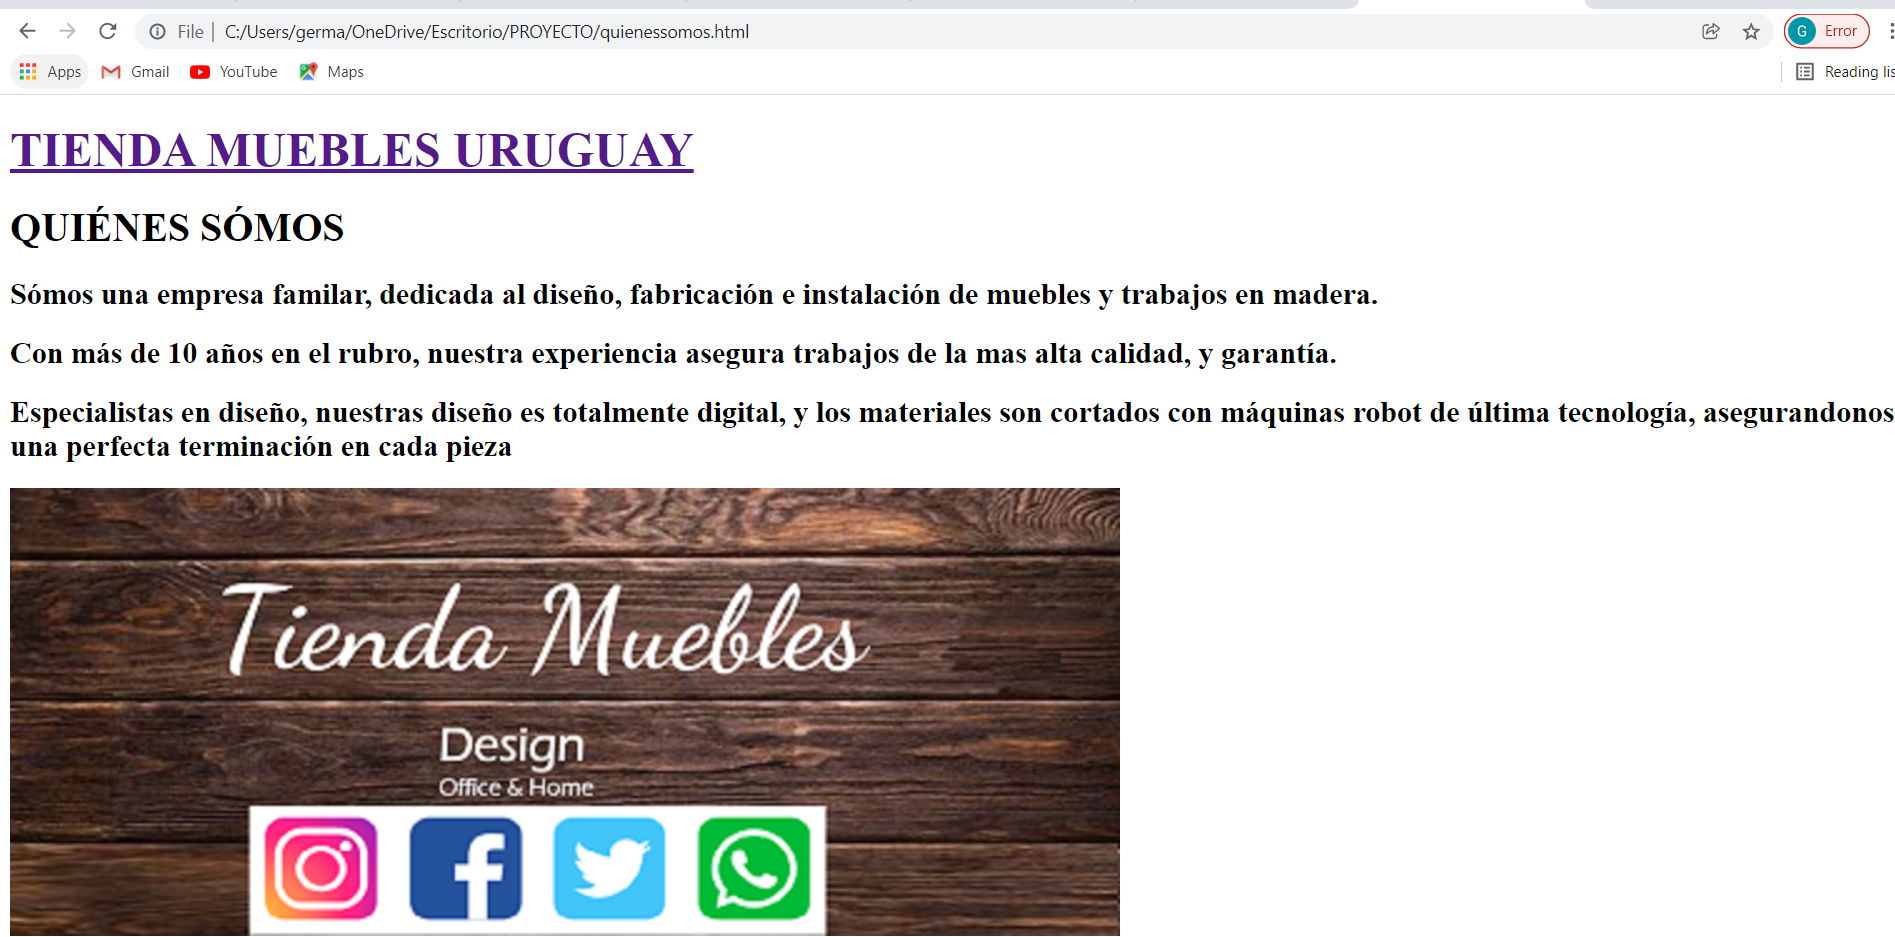 File | C:/Users/germa/OneDrive/Escritorio/PROYECTO/quienessomos.html
G Error
Apps Gmail YouTube Maps
Reading lis
TIENDA MUEBLES URUGUAY
QUIÉNES SÓMOS
Sómos una empresa familar, dedicada al diseño, fabricación e instalación de muebles y trabajos en madera.
Con más de 10 años en el rubro, nuestra experiencia asegura trabajos de la mas alta calidad, y garantía.
Especialistas en diseño, nuestras diseño es totalmente digital, y los materiales son cortados con máquinas robot de última tecnología, asegurandonos
una perfecta terminación en cada pieza
Tienda Muebles
Design
Office & Home